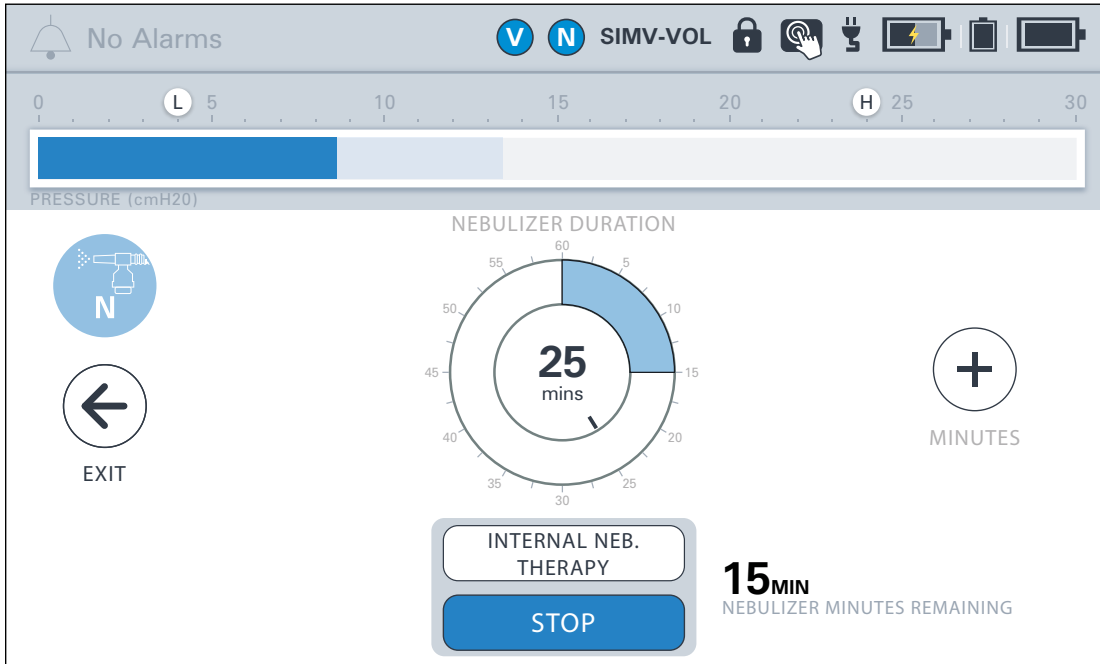 No Alarms
V N SIMV-VOL
0 L 5 10 15 20 H 25 30
PRESSURE (cmH20)
NEBULIZER DURATION
60
55 5
50 10
N
25
45 15
mins
40 20
MINUTES
EXIT
35 25
30
INTERNAL NEB.
THERAPY
15MIN
NEBULIZER MINUTES REMAINING
STOP